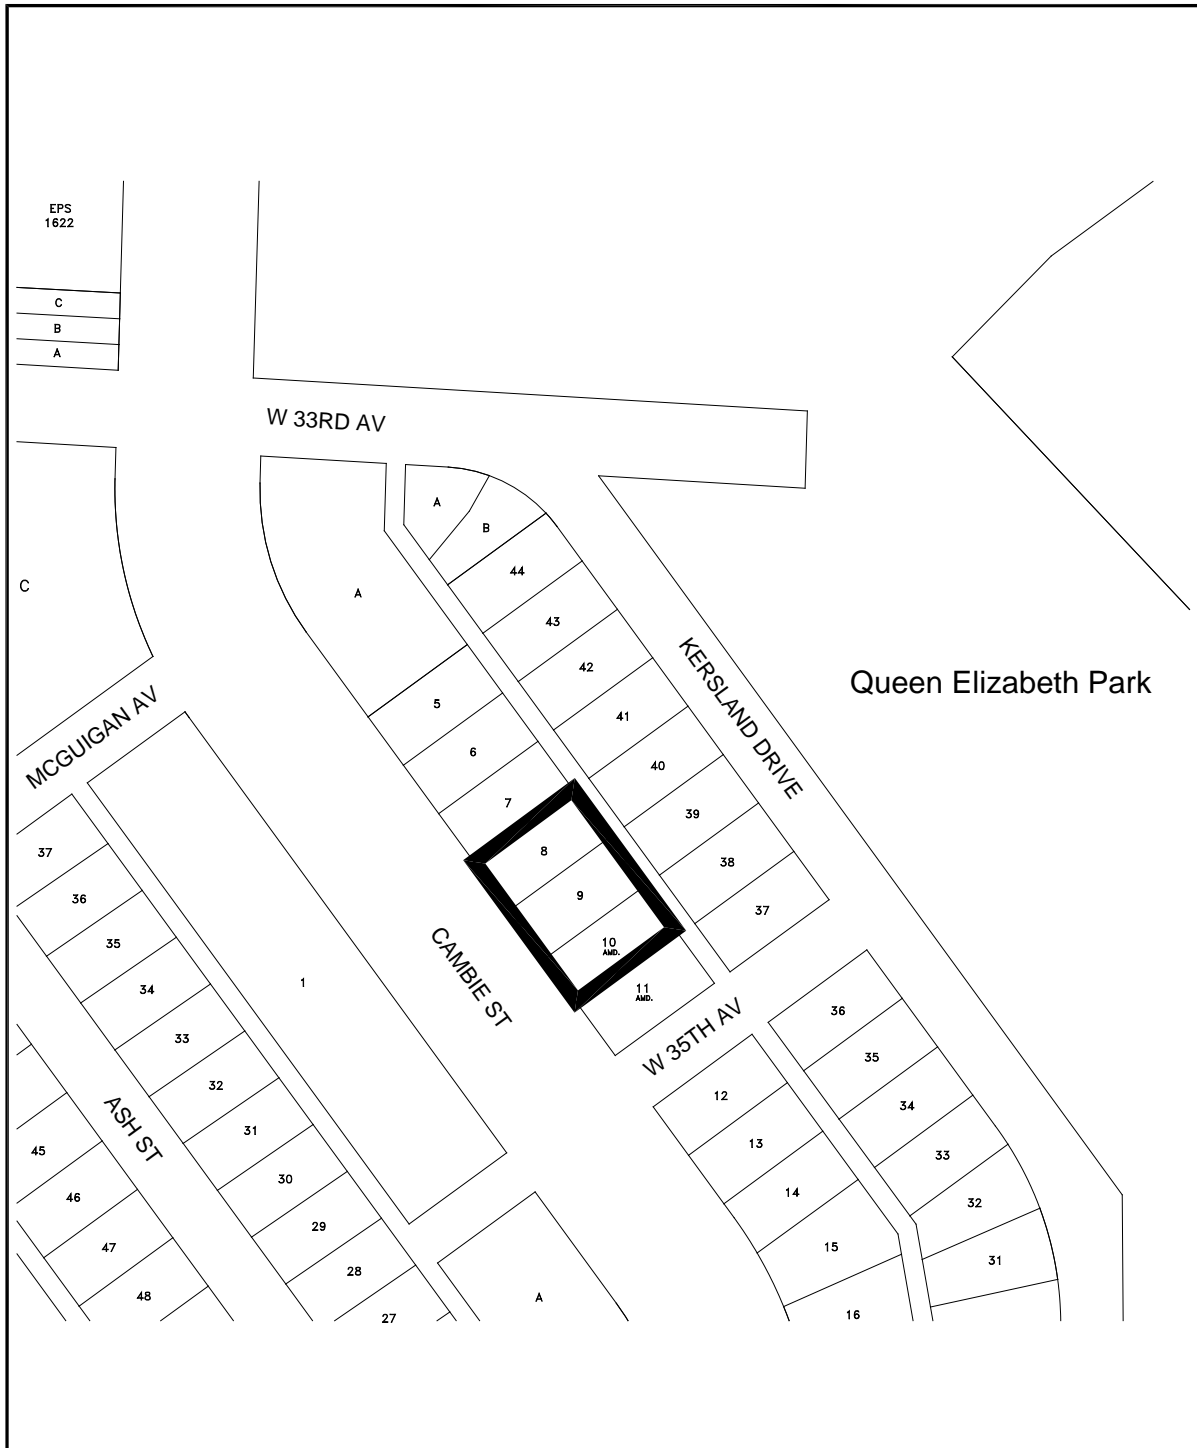 EPS
1622
C
B
A
W 33RD AV
A
B
44
A
C
43
42
5
41
6
40
7
39
8
38
9
37
10
AMD.
11
AMD.
KERSLAND DRIVE
Queen Elizabeth Park
MCGUIGAN AV
37
36
35
34
33
32
31
30
29
28
27
1
CAMBIE ST
W 35TH AV
ASH ST
45
46
47
48
A
12
13
14
15
16
36
35
34
33
32
31